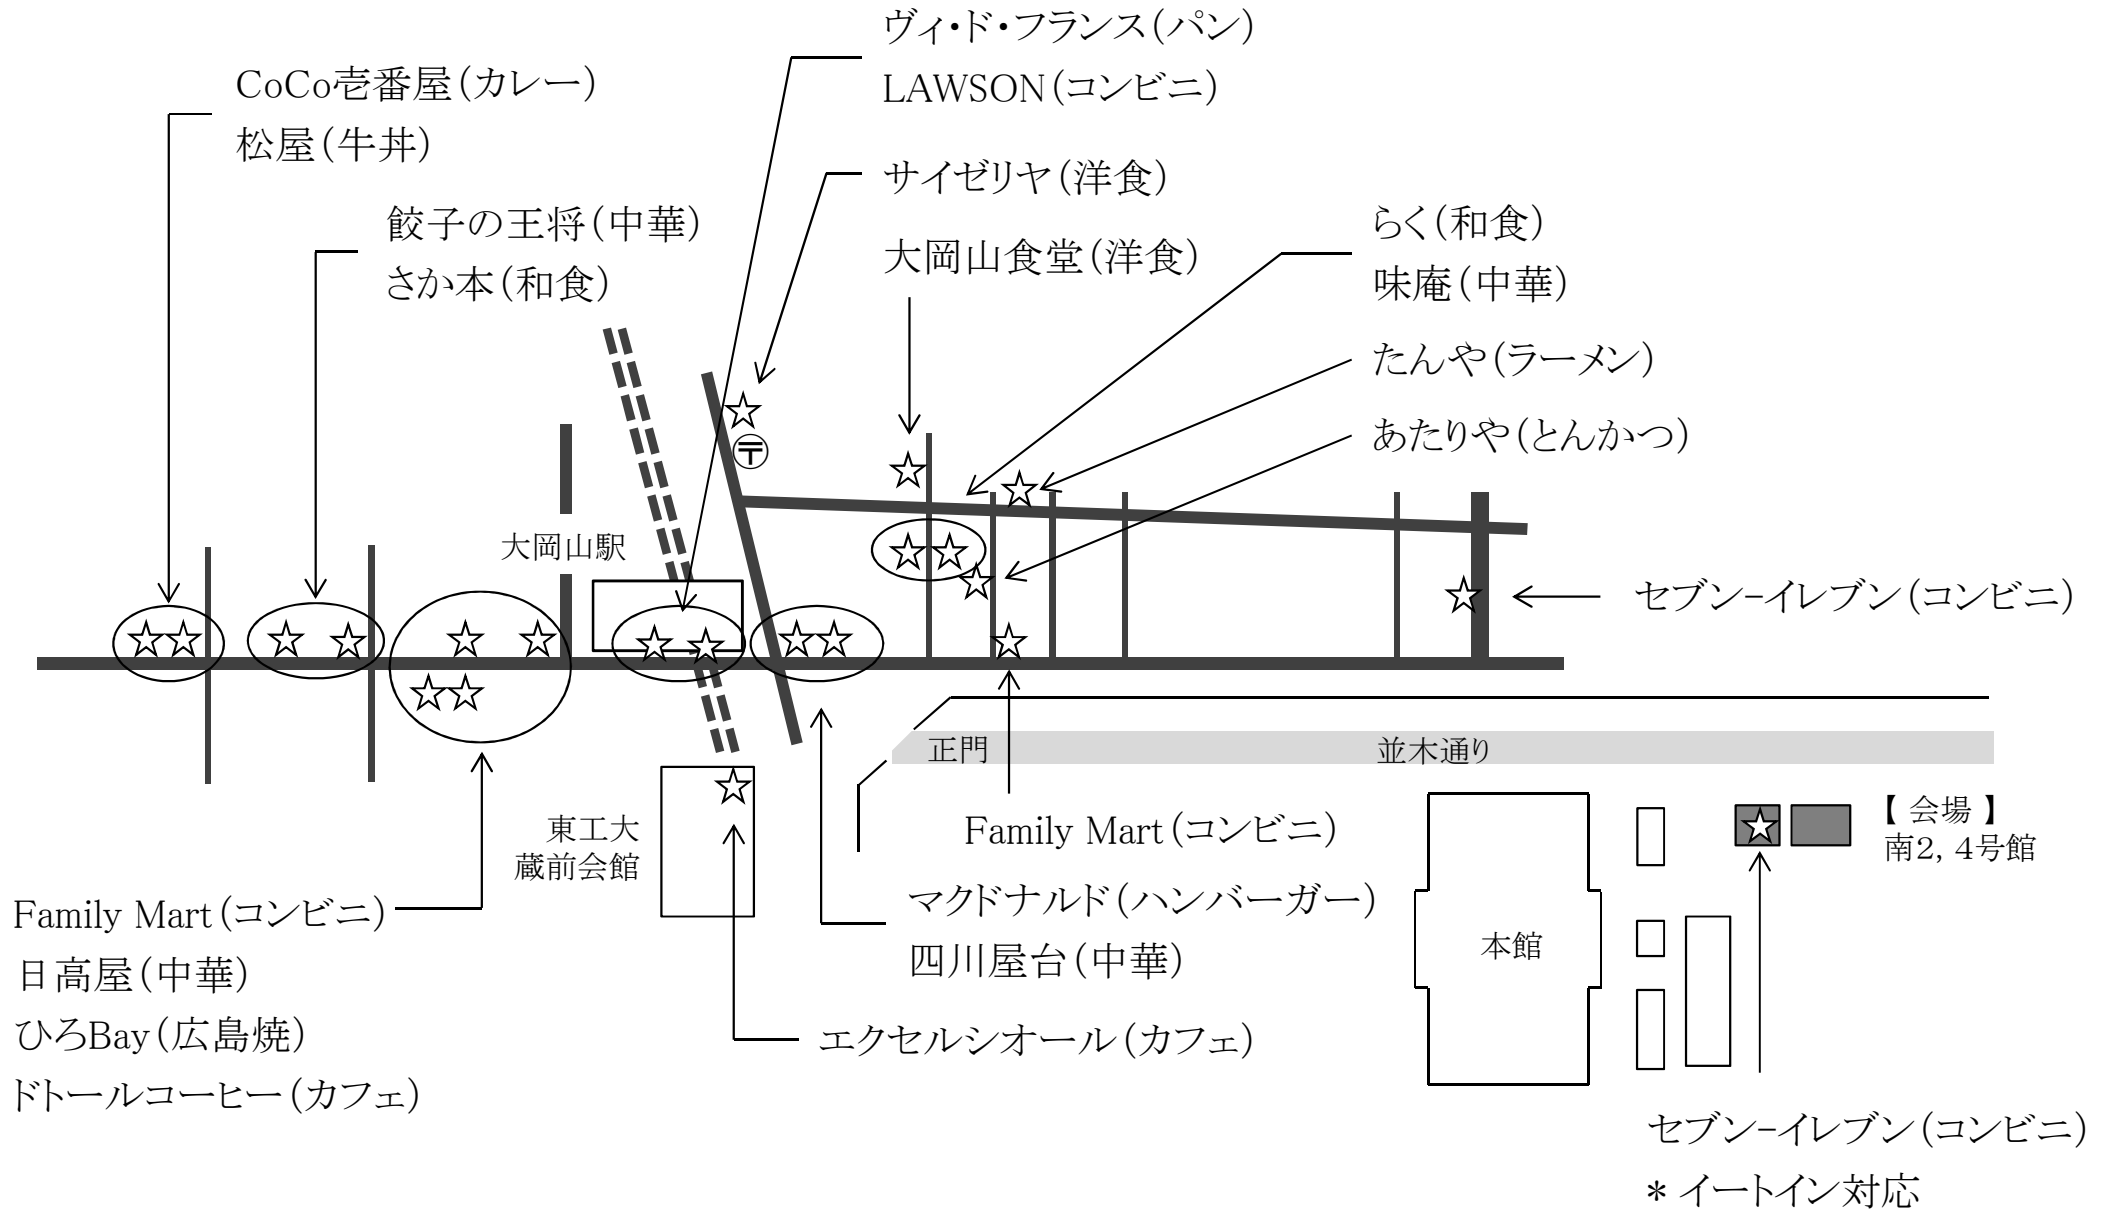 ヴィ・ド・フランス(パン)
LAWSON(コンビニ)
CoCo壱番屋(カレー)
松屋(牛丼)
サイゼリヤ(洋食)
餃子の王将(中華)
さか本(和食)
大岡山食堂(洋食)
らく(和食)
味庵(中華)
たんや(ラーメン)
あたりや(とんかつ)
〒
大岡山駅
セブン-イレブン(コンビニ)
正門
並木通り
東工大
蔵前会館
Family Mart(コンビニ)
【 会場 】
南2, 4号館
マクドナルド(ハンバーガー)
四川屋台(中華)
本館
Family Mart(コンビニ)
日高屋(中華)
ひろBay(広島焼)
ドトールコーヒー(カフェ)
エクセルシオール(カフェ)
セブン-イレブン(コンビニ)
* イートイン対応